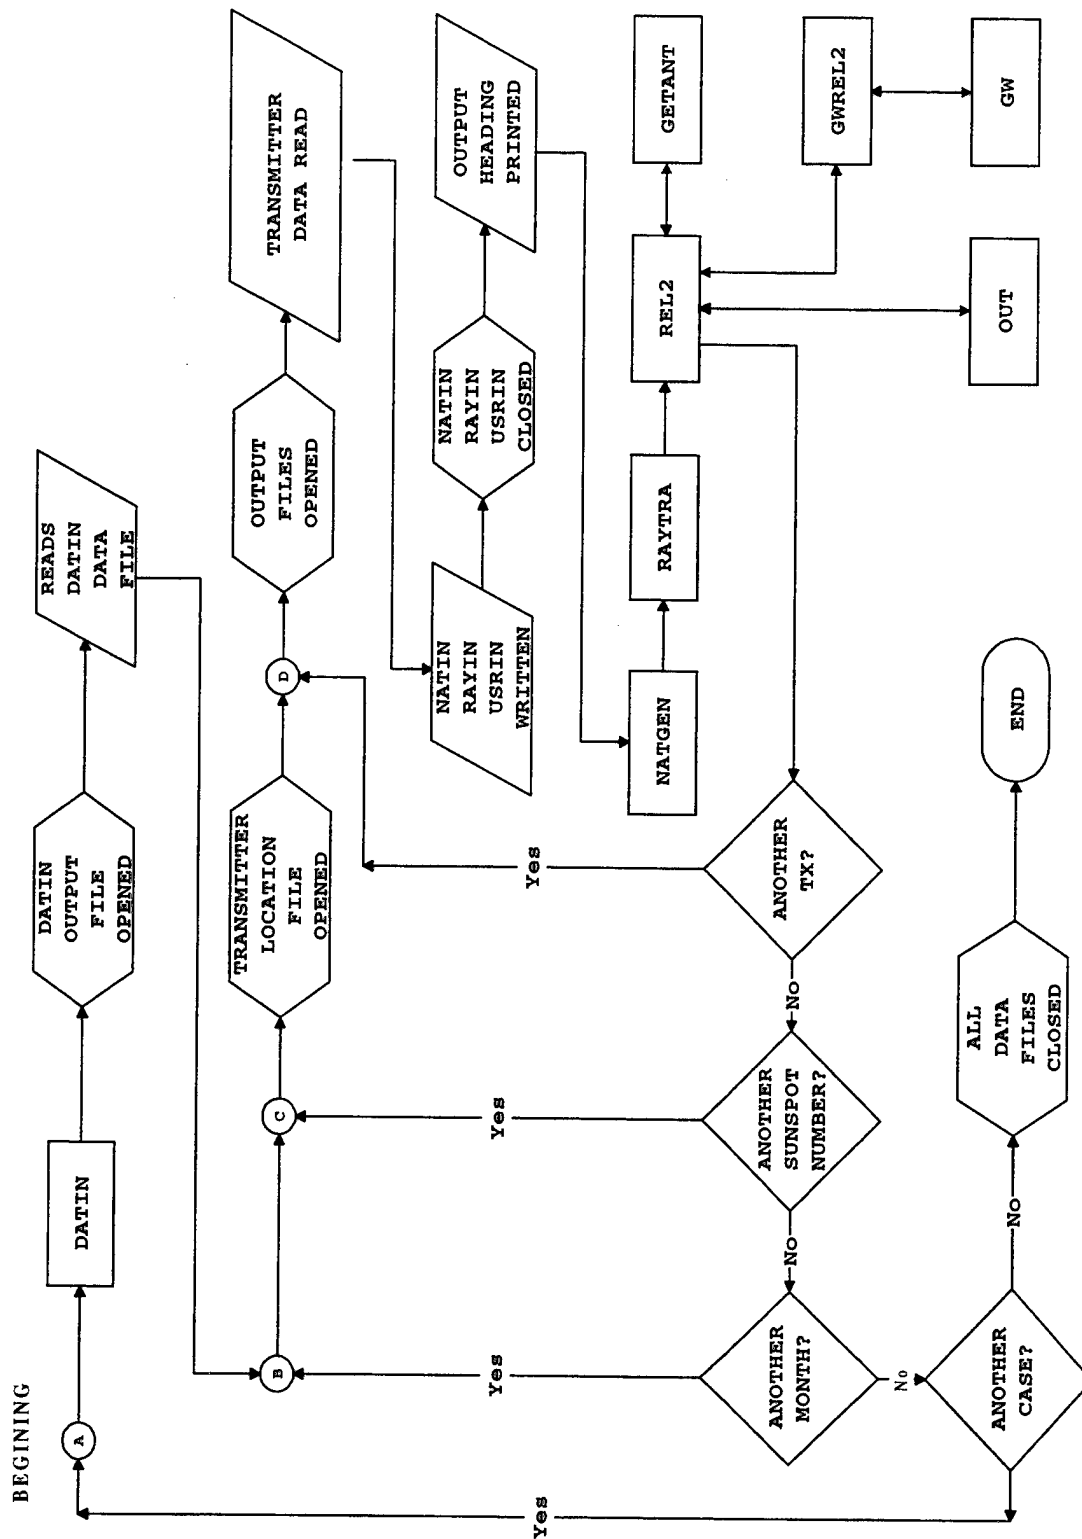 BEGINING
A
DATIN
DATIN
OUTPUT
FILE
OPENED
READS
DATIN
DATA
FILE
B
C
TRANSMITTER
LOCATION
FILE
OPENED
D
OUTPUT
FILES
OPENED
TRANSMITTER
DATA READ
NATIN
RAYIN
USRIN
WRITTEN
NATIN
RAYIN
USRIN
CLOSED
OUTPUT
HEADING
PRINTED
NATGEN
RAYTRA
REL2
GETANT
GWREL2
GW
OUT
ANOTHER
TX?
Yes
No
ANOTHER
SUNSPOT
NUMBER?
Yes
No
ANOTHER
MONTH?
Yes
No
ANOTHER
CASE?
Yes
No
ALL
DATA
FILES
CLOSED
END